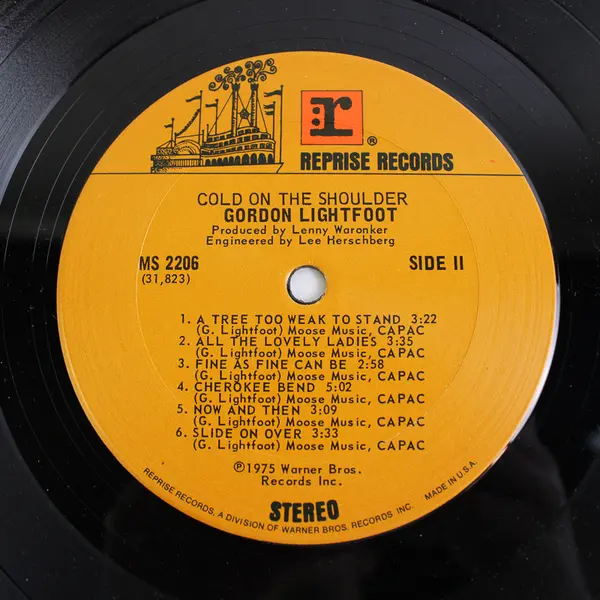 r
®
REPRISE RECORDS
COLD ON THE SHOULDER
GORDON LIGHTFOOT
Produced by Lenny Waronker
Engineered by Lee Herschberg
MS 2206 SIDE II
(31,823)
1. A TREE TOO WEAK TO STAND 3:22
(G. Lightfoot) Moose Music, CAPAC
2. ALL THE LOVELY LADIES 3:35
(G. Lightfoot) Moose Music, CAPAC
3. FINE AS FINE CAN BE 2:58
(G. Lightfoot) Moose Music, CAPAC
4. CHEROKEE BEND 5:02
(G. Lightfoot) Moose Music, CAPAC
5. NOW AND THEN 3:09
(G. Lightfoot) Moose Music, CAPAC
6. SLIDE ON OVER 3:33
(G. Lightfoot) Moose Music, CAPAC
℗1975 Warner Bros.
Records Inc.
STEREO
REPRISE RECORDS, A DIVISION OF WARNER BROS. RECORDS INC. MADE IN U.S.A.